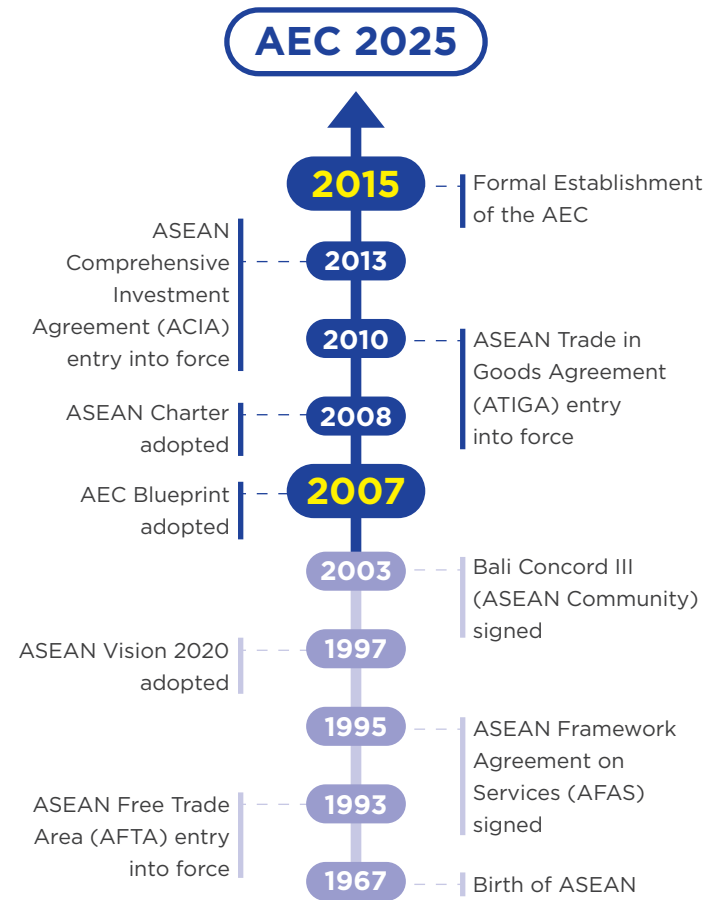 AEC 2025
2015
Formal Establishment
of the AEC
2013
ASEAN
Comprehensive
Investment
Agreement (ACIA)
entry into force
2010
ASEAN Trade in
Goods Agreement
(ATIGA) entry
into force
2008
ASEAN Charter
adopted
2007
AEC Blueprint
adopted
2003
Bali Concord III
(ASEAN Community)
signed
1997
ASEAN Vision 2020
adopted
1995
ASEAN Framework
Agreement on
Services (AFAS)
signed
1993
ASEAN Free Trade
Area (AFTA) entry
into force
1967
Birth of ASEAN